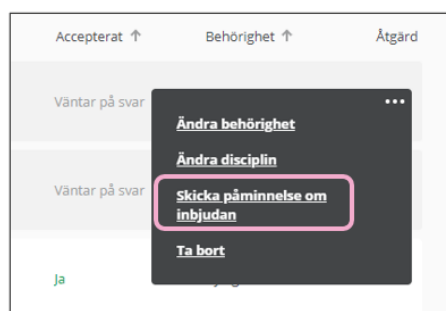 Accepterat ↑ Behörighet ↑ Åtgärd
Väntar på svar
Ändra behörighet
Ändra disciplin
Väntar på svar
Skicka påminnelse om
inbjudan
Ta bort
Ja